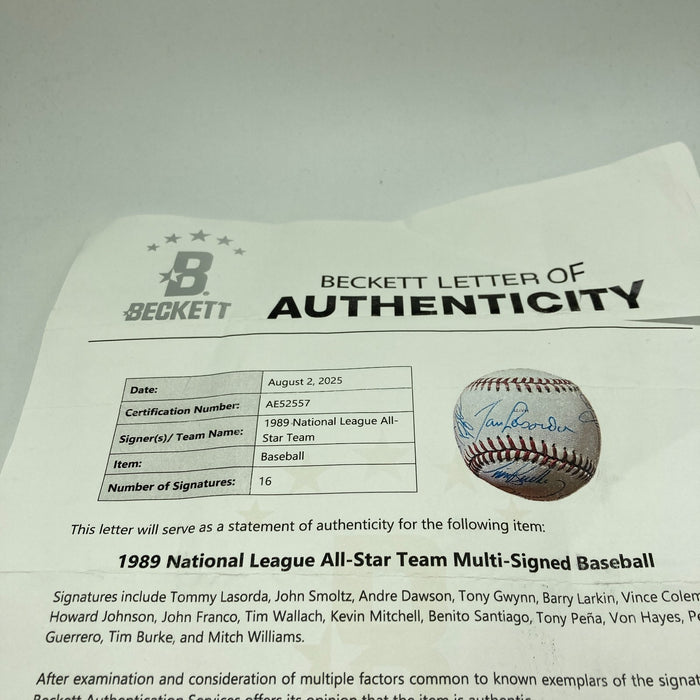 B
BECKETT
BECKETT LETTER OF
AUTHENTICITY
Date: August 2, 2025
Certification Number: AE52557
Signer(s)/ Team Name: 1989 National League All-
Star Team
Item: Baseball
Number of Signatures: 16
This letter will serve as a statement of authenticity for the following item:
1989 National League All-Star Team Multi-Signed Baseball
Signatures include Tommy Lasorda, John Smoltz, Andre Dawson, Tony Gwynn, Barry Larkin, Vince Colem
Howard Johnson, John Franco, Tim Wallach, Kevin Mitchell, Benito Santiago, Tony Peña, Von Hayes, Pe
Guerrero, Tim Burke, and Mitch Williams.
After examination and consideration of multiple factors common to known exemplars of the signat
Beckett Authentication Services offers its opinion that the item is authentic